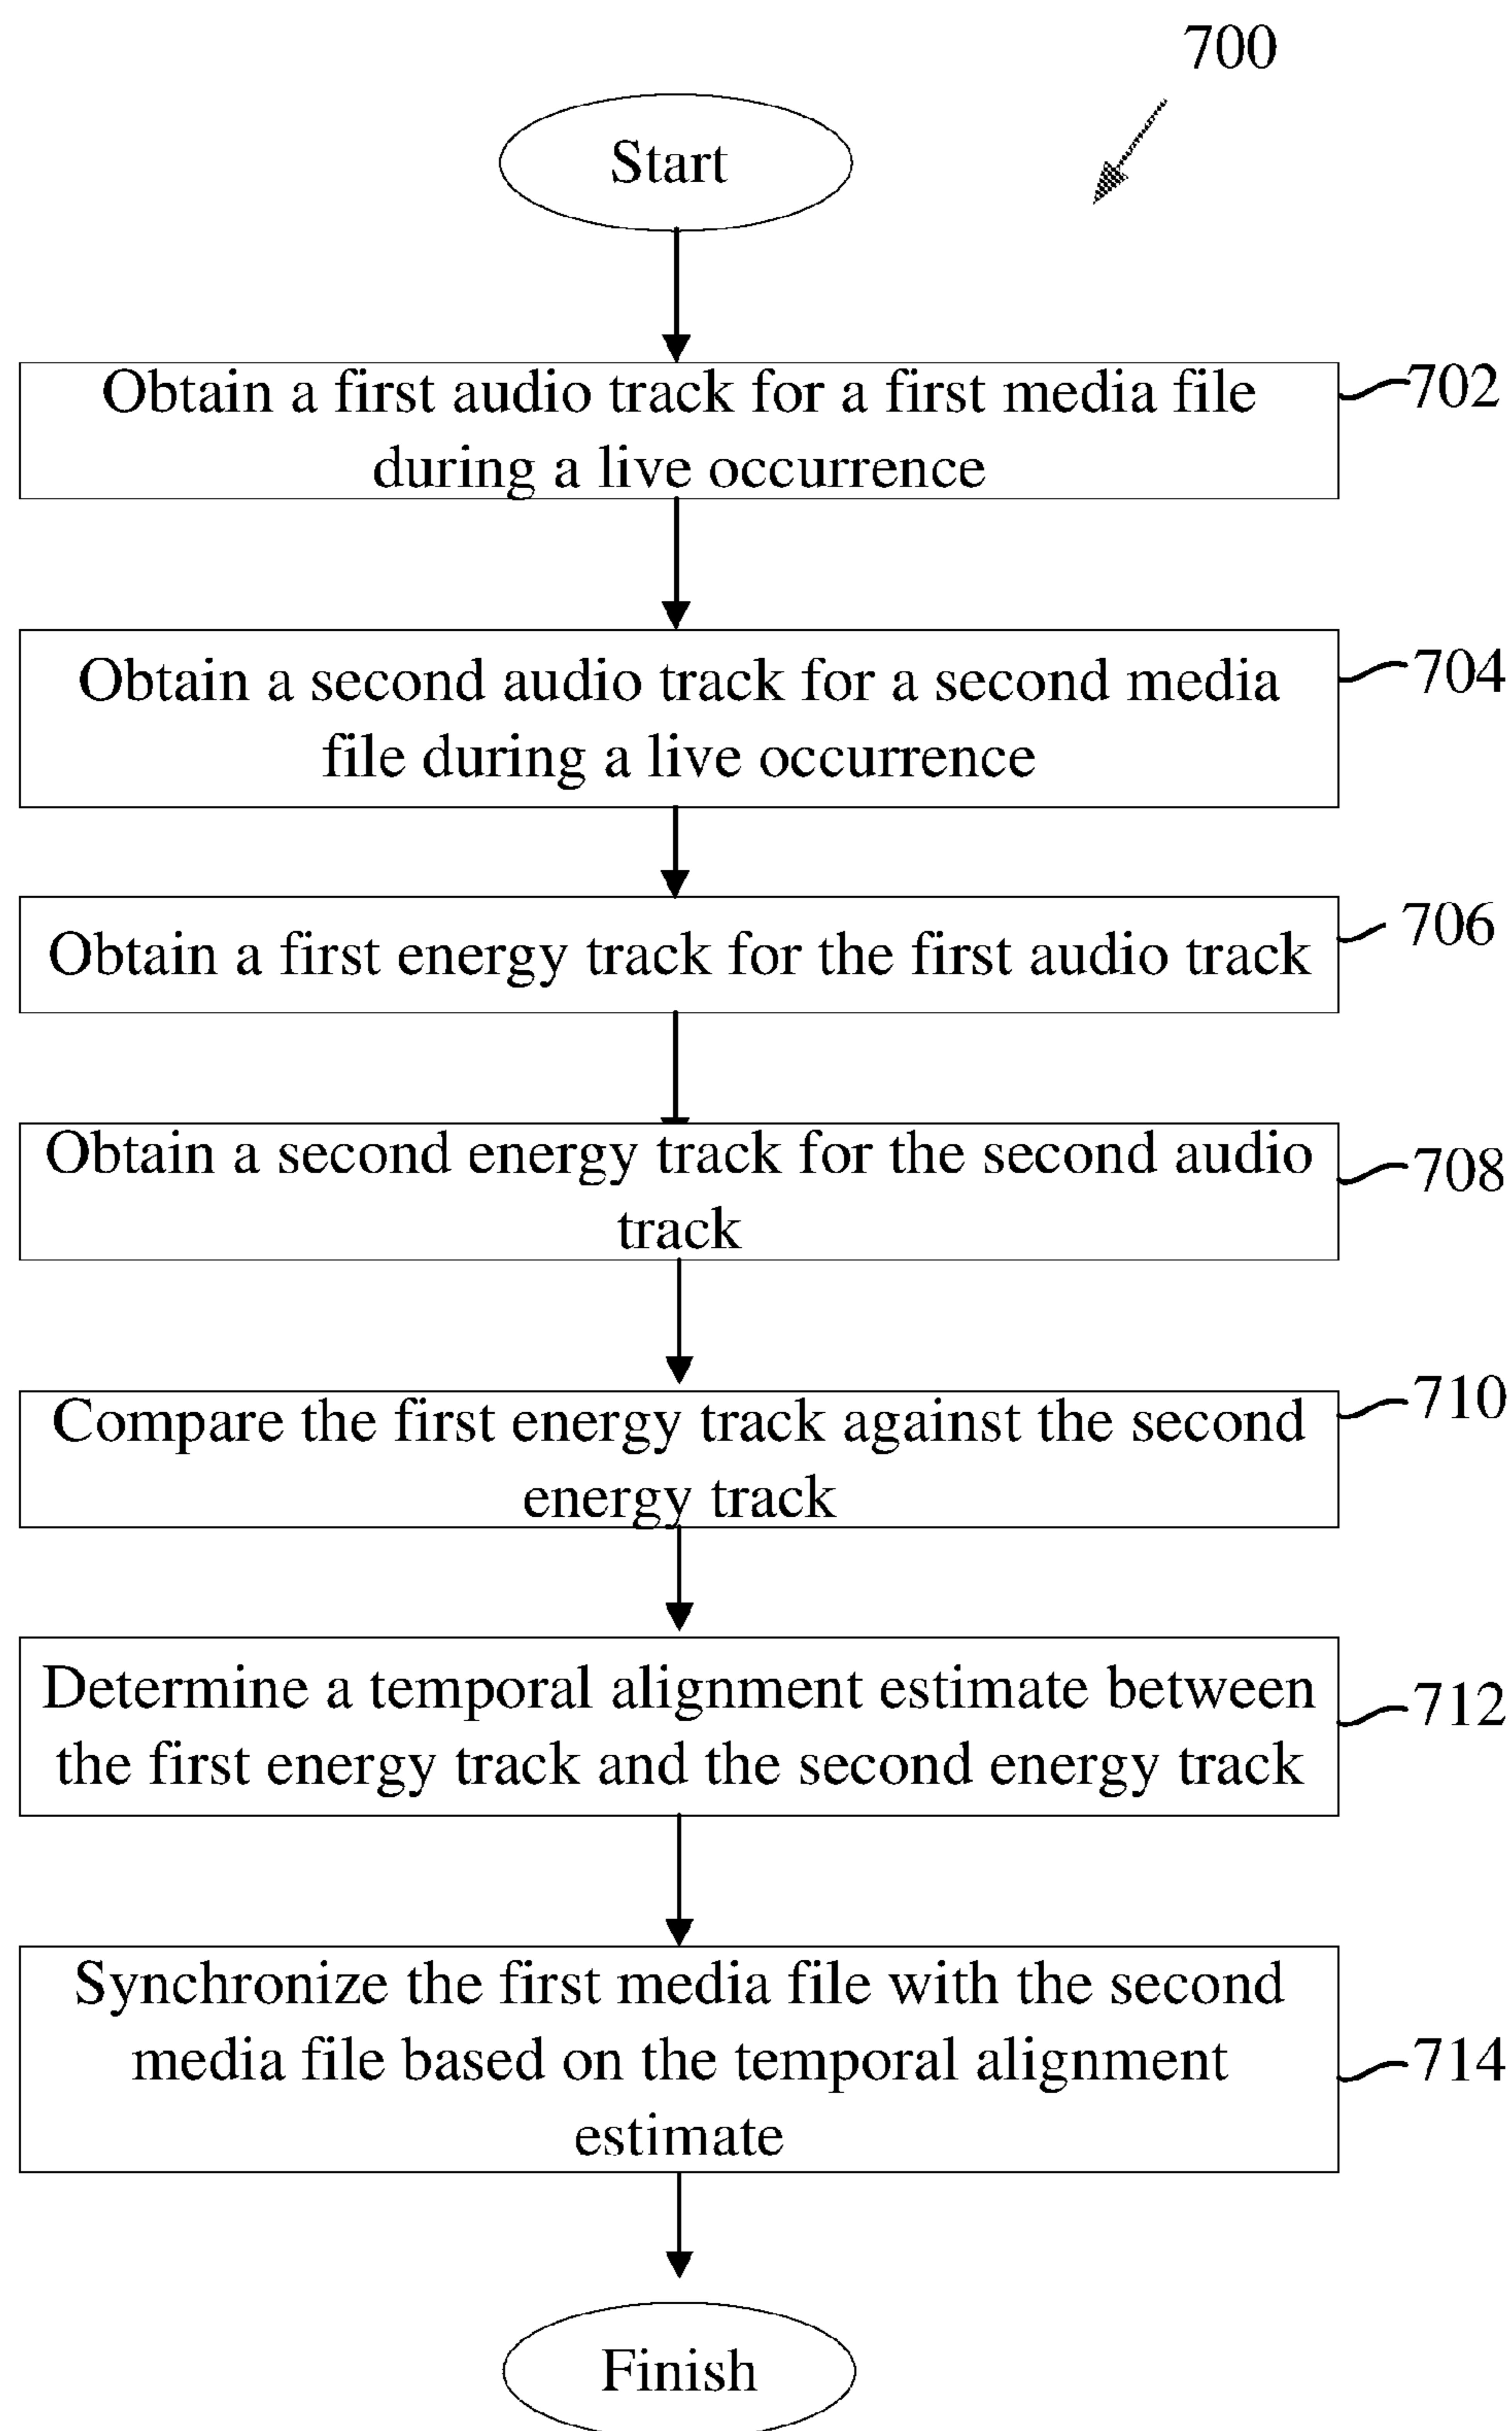 700
Start
Obtain a first audio track for a first media file
during a live occurrence
702
Obtain a second audio track for a second media
file during a live occurrence
704
Obtain a first energy track for the first audio track
706
Obtain a second energy track for the second audio
track
708
Compare the first energy track against the second
energy track
710
Determine a temporal alignment estimate between
the first energy track and the second energy track
712
Synchronize the first media file with the second
media file based on the temporal alignment
estimate
714
Finish